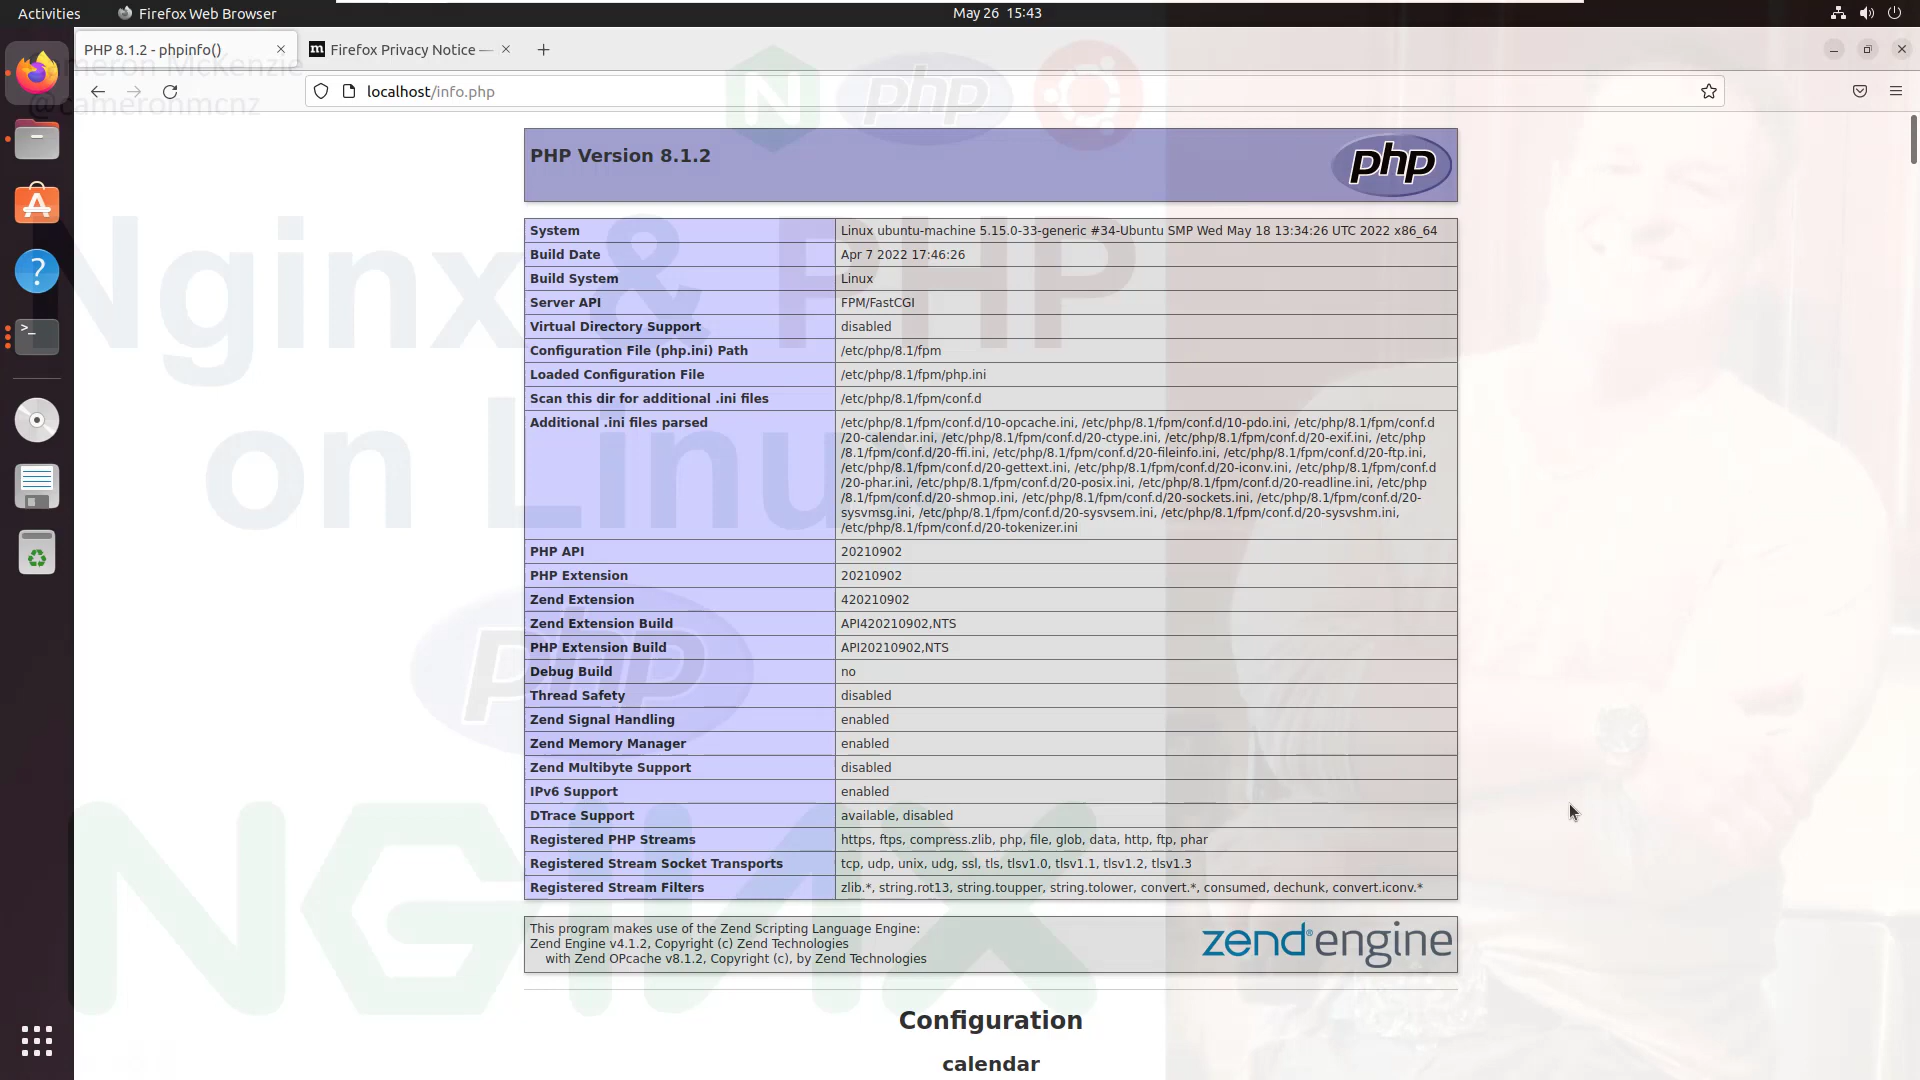 Activities
Firefox Web Browser
May 26 15:43
PHP 8.1.2 - phpinfo()
Firefox Privacy Notice —
Cameron McKenzie
@cameronmcnz
localhost/info.php
N
php
PHP Version 8.1.2
php
Nginx & PHP
on Linux
System Linux ubuntu-machine 5.15.0-33-generic #34-Ubuntu SMP Wed May 18 13:34:26 UTC 2022 x86_64
Build Date Apr 7 2022 17:46:26
Build System Linux
Server API FPM/FastCGI
Virtual Directory Support disabled
Configuration File (php.ini) Path /etc/php/8.1/fpm
Loaded Configuration File /etc/php/8.1/fpm/php.ini
Scan this dir for additional .ini files /etc/php/8.1/fpm/conf.d
Additional .ini files parsed /etc/php/8.1/fpm/conf.d/10-opcache.ini, /etc/php/8.1/fpm/conf.d/10-pdo.ini, /etc/php/8.1/fpm/conf.d
/20-calendar.ini, /etc/php/8.1/fpm/conf.d/20-ctype.ini, /etc/php/8.1/fpm/conf.d/20-exif.ini, /etc/php
/8.1/fpm/conf.d/20-ffi.ini, /etc/php/8.1/fpm/conf.d/20-fileinfo.ini, /etc/php/8.1/fpm/conf.d/20-ftp.ini,
/etc/php/8.1/fpm/conf.d/20-gettext.ini, /etc/php/8.1/fpm/conf.d/20-iconv.ini, /etc/php/8.1/fpm/conf.d
/20-phar.ini, /etc/php/8.1/fpm/conf.d/20-posix.ini, /etc/php/8.1/fpm/conf.d/20-readline.ini, /etc/php
/8.1/fpm/conf.d/20-shmop.ini, /etc/php/8.1/fpm/conf.d/20-sockets.ini, /etc/php/8.1/fpm/conf.d/20-
sysvmsg.ini, /etc/php/8.1/fpm/conf.d/20-sysvsem.ini, /etc/php/8.1/fpm/conf.d/20-sysvshm.ini,
/etc/php/8.1/fpm/conf.d/20-tokenizer.ini
PHP API 20210902
PHP Extension 20210902
Zend Extension 420210902
Zend Extension Build API420210902,NTS
PHP Extension Build API20210902,NTS
Debug Build no
Thread Safety disabled
Zend Signal Handling enabled
Zend Memory Manager enabled
Zend Multibyte Support disabled
IPv6 Support enabled
DTrace Support available, disabled
Registered PHP Streams https, ftps, compress.zlib, php, file, glob, data, http, ftp, phar
Registered Stream Socket Transports tcp, udp, unix, udg, ssl, tls, tlsv1.0, tlsv1.1, tlsv1.2, tlsv1.3
Registered Stream Filters zlib.*, string.rot13, string.toupper, string.tolower, convert.*, consumed, dechunk, convert.iconv.*
php
NGINX
This program makes use of the Zend Scripting Language Engine:
Zend Engine v4.1.2, Copyright (c) Zend Technologies
with Zend OPcache v8.1.2, Copyright (c), by Zend Technologies
zend® engine
Configuration
calendar